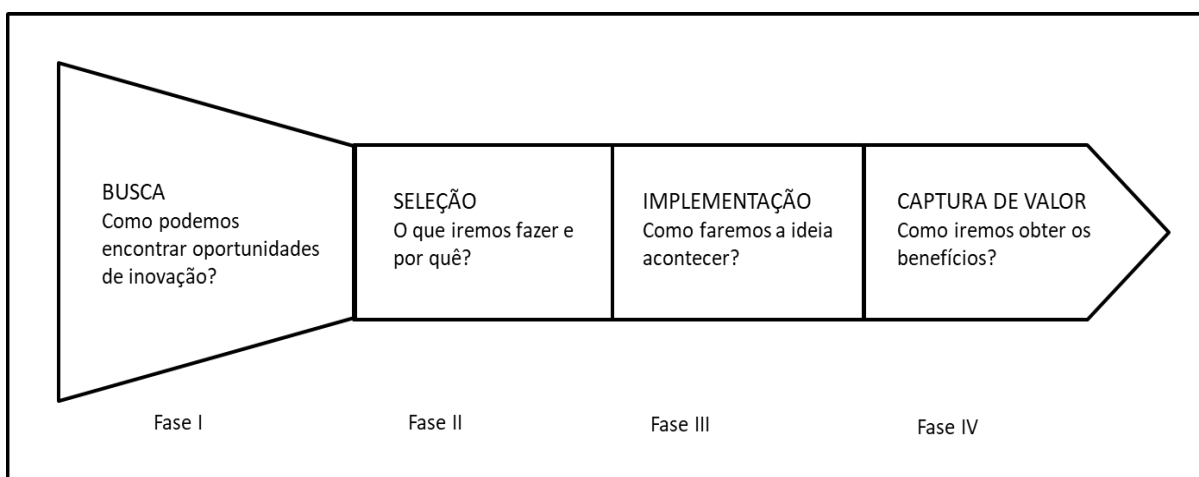 BUSCA
Como podemos
encontrar oportunidades
de inovação?
SELEÇÃO
O que iremos fazer e
por quê?
IMPLEMENTAÇÃO
Como faremos a ideia
acontecer?
CAPTURA DE VALOR
Como iremos obter os
benefícios?
Fase I
Fase II
Fase III
Fase IV